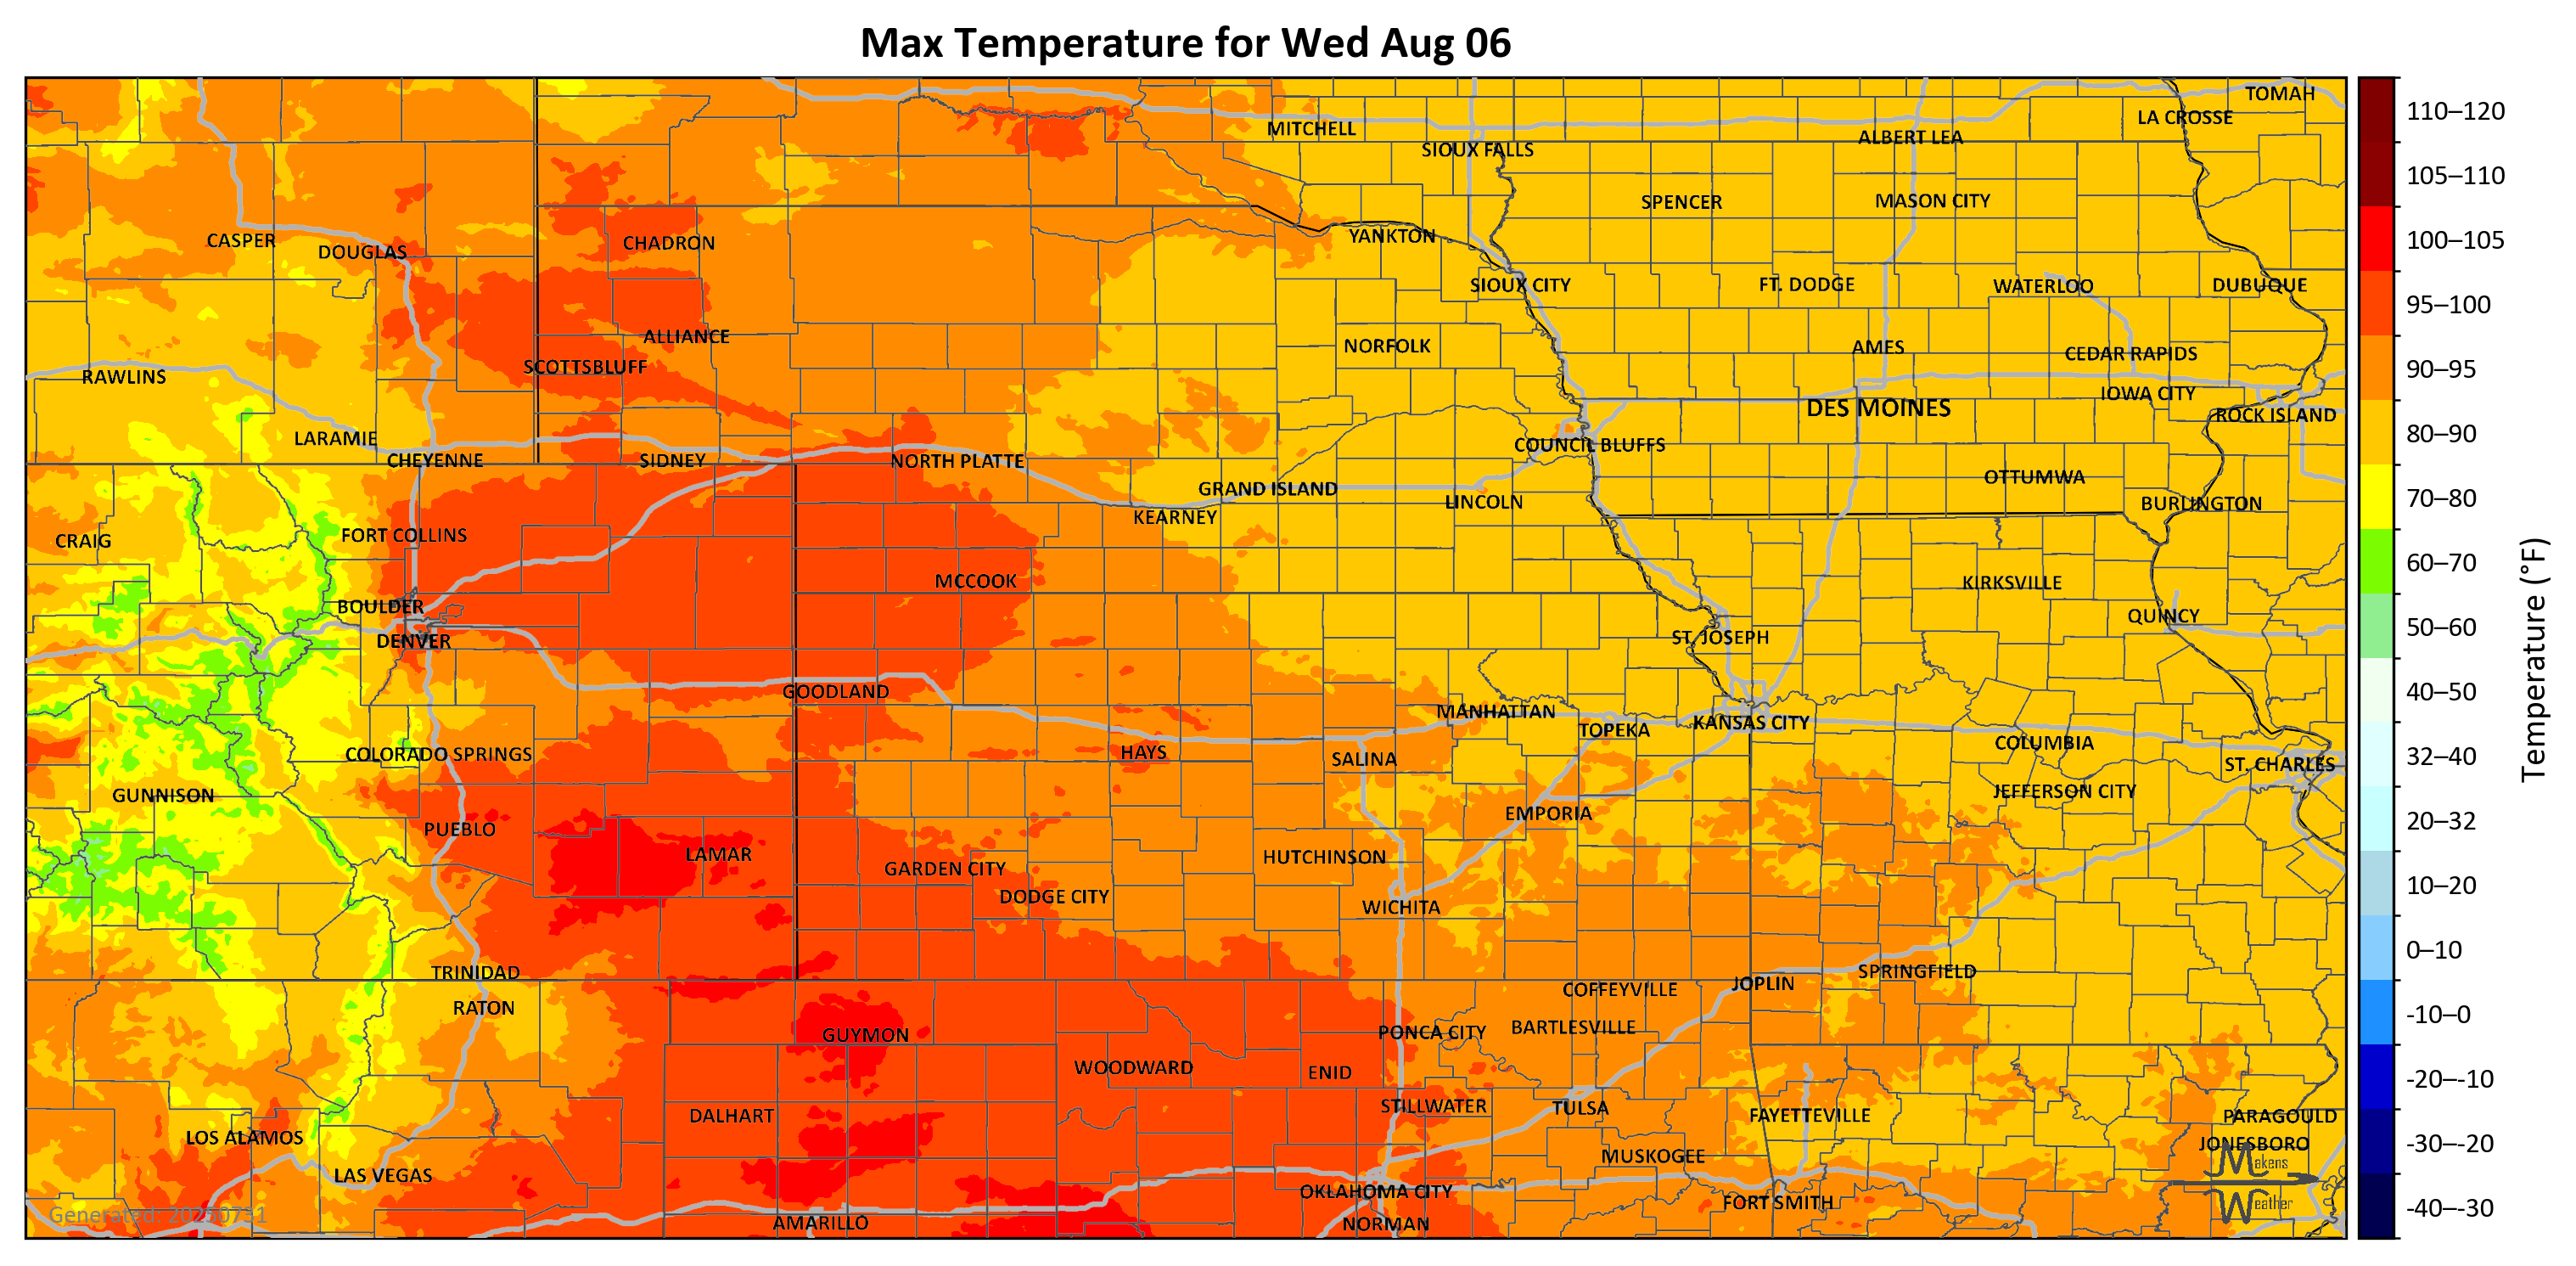 Max Temperature for Wed Aug 06
TOMAH
LA CROSSE
MITCHELL
ALBERT LEA
SIOUX FALLS
SPENCER
MASON CITY
CASPER
DOUGLAS
CHADRON
YANKTON
SIOUX CITY
FT. DODGE
WATERLOO
DUBUQUE
ALLIANCE
NORFOLK
AMES
CEDAR RAPIDS
SCOTTSBLUFF
RAWLINS
IOWA CITY
DES MOINES
ROCK ISLAND
LARAMIE
COUNCIL BLUFFS
CHEYENNE
SIDNEY
NORTH PLATTE
OTTUMWA
GRAND ISLAND
LINCOLN
BURLINGTON
KEARNEY
FORT COLLINS
CRAIG
MCCOOK
KIRKSVILLE
BOULDER
QUINCY
DENVER
ST. JOSEPH
GOODLAND
MANHATTAN
KANSAS CITY
TOPEKA
COLUMBIA
COLORADO SPRINGS
HAYS
SALINA
ST. CHARLES
GUNNISON
JEFFERSON CITY
EMPORIA
PUEBLO
LAMAR
HUTCHINSON
GARDEN CITY
DODGE CITY
WICHITA
TRINIDAD
SPRINGFIELD
JOPLIN
COFFEYVILLE
RATON
BARTLESVILLE
PONCA CITY
GUYMON
WOODWARD
ENID
STILLWATER
TULSA
DALHART
FAYETTEVILLE
PARAGOULD
LOS ALAMOS
JONESBORO
MUSKOGEE
LAS VEGAS
OKLAHOMA CITY
FORT SMITH
AMARILLO
NORMAN
Generated: 20250731
Makens
Weather
110–120
105–110
100–105
95–100
90–95
80–90
70–80
60–70
50–60
40–50
32–40
20–32
10–20
0–10
-10–0
-20–-10
-30–-20
-40–-30
Temperature (°F)